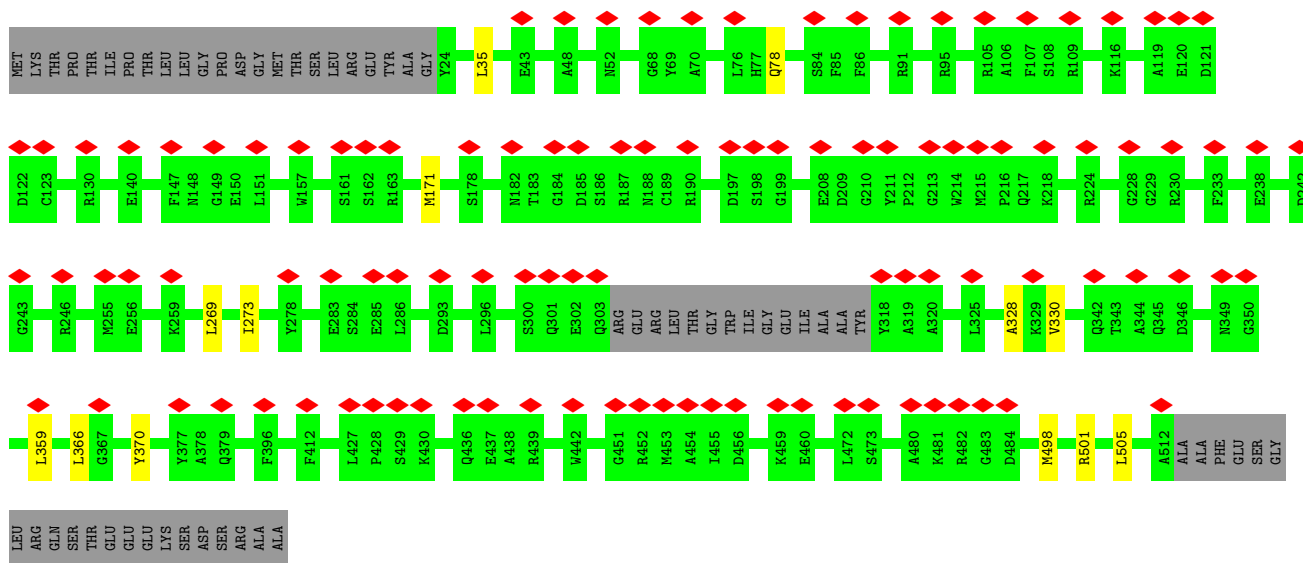 MET LYS THR PRO THR ILE PRO THR LEU LEU GLY PRO ASP GLY MET THR SER LEU ARG GLU TYR ALA GLY Y24 L35 E43 A48 N52 G68 Y69 A70 L76 H77 Q78 S84 F85 F86 R91 R95 R105 A106 F107 S108 R109 K116 A119 E120 D121
D122 C123 R130 E140 F147 N148 G149 E150 L151 W157 S161 S162 R163 M171 S178 N182 T183 G184 D185 S186 R187 N188 C189 R190 D197 S198 G199 E208 D209 G210 Y211 P212 G213 W214 M215 P216 Q217 K218 R224 G228 G229 R230 F233 E238 D242
G243 R246 M255 E256 K259 L269 I273 Y278 E283 S284 E285 L286 D293 L296 S300 Q301 E302 Q303 ARG GLU ARG LEU THR GLY TRP ILE GLY GLU ILE ALA ALA TYR Y318 A319 A320 L325 A328 K329 V330 Q342 T343 A344 Q345 D346 N349 G350
L359 L366 G367 Y370 Y377 A378 Q379 F396 F412 L427 P428 S429 K430 Q436 E437 A438 R439 W442 G451 R452 M453 A454 I455 D456 K459 E460 L472 S473 A480 K481 R482 G483 D484 M498 R501 L505 A512 ALA ALA PHE GLU SER GLY
LEU ARG GLN SER THR GLU GLU GLU LYS SER ASP SER ARG ALA ALA